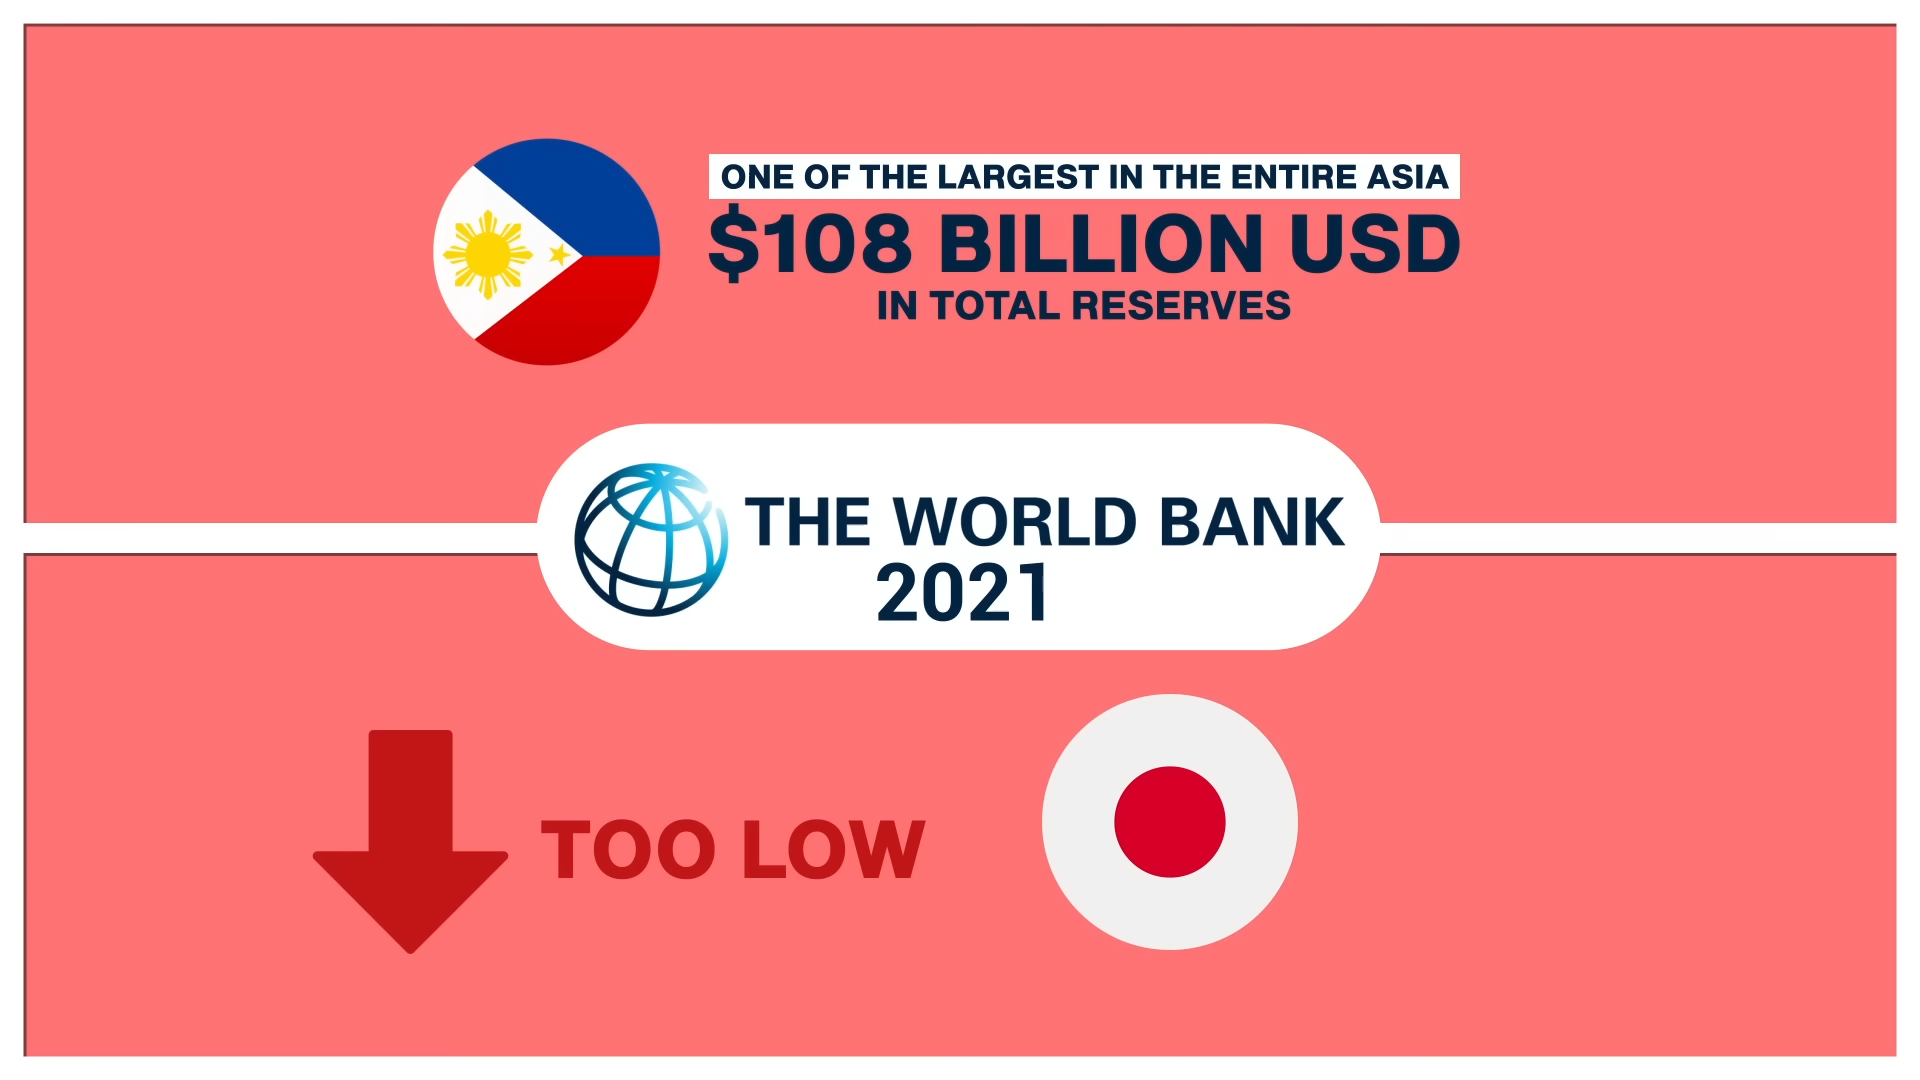 ONE OF THE LARGEST IN THE ENTIRE ASIA
$108 BILLION USD
IN TOTAL RESERVES
THE WORLD BANK
2021
TOO LOW